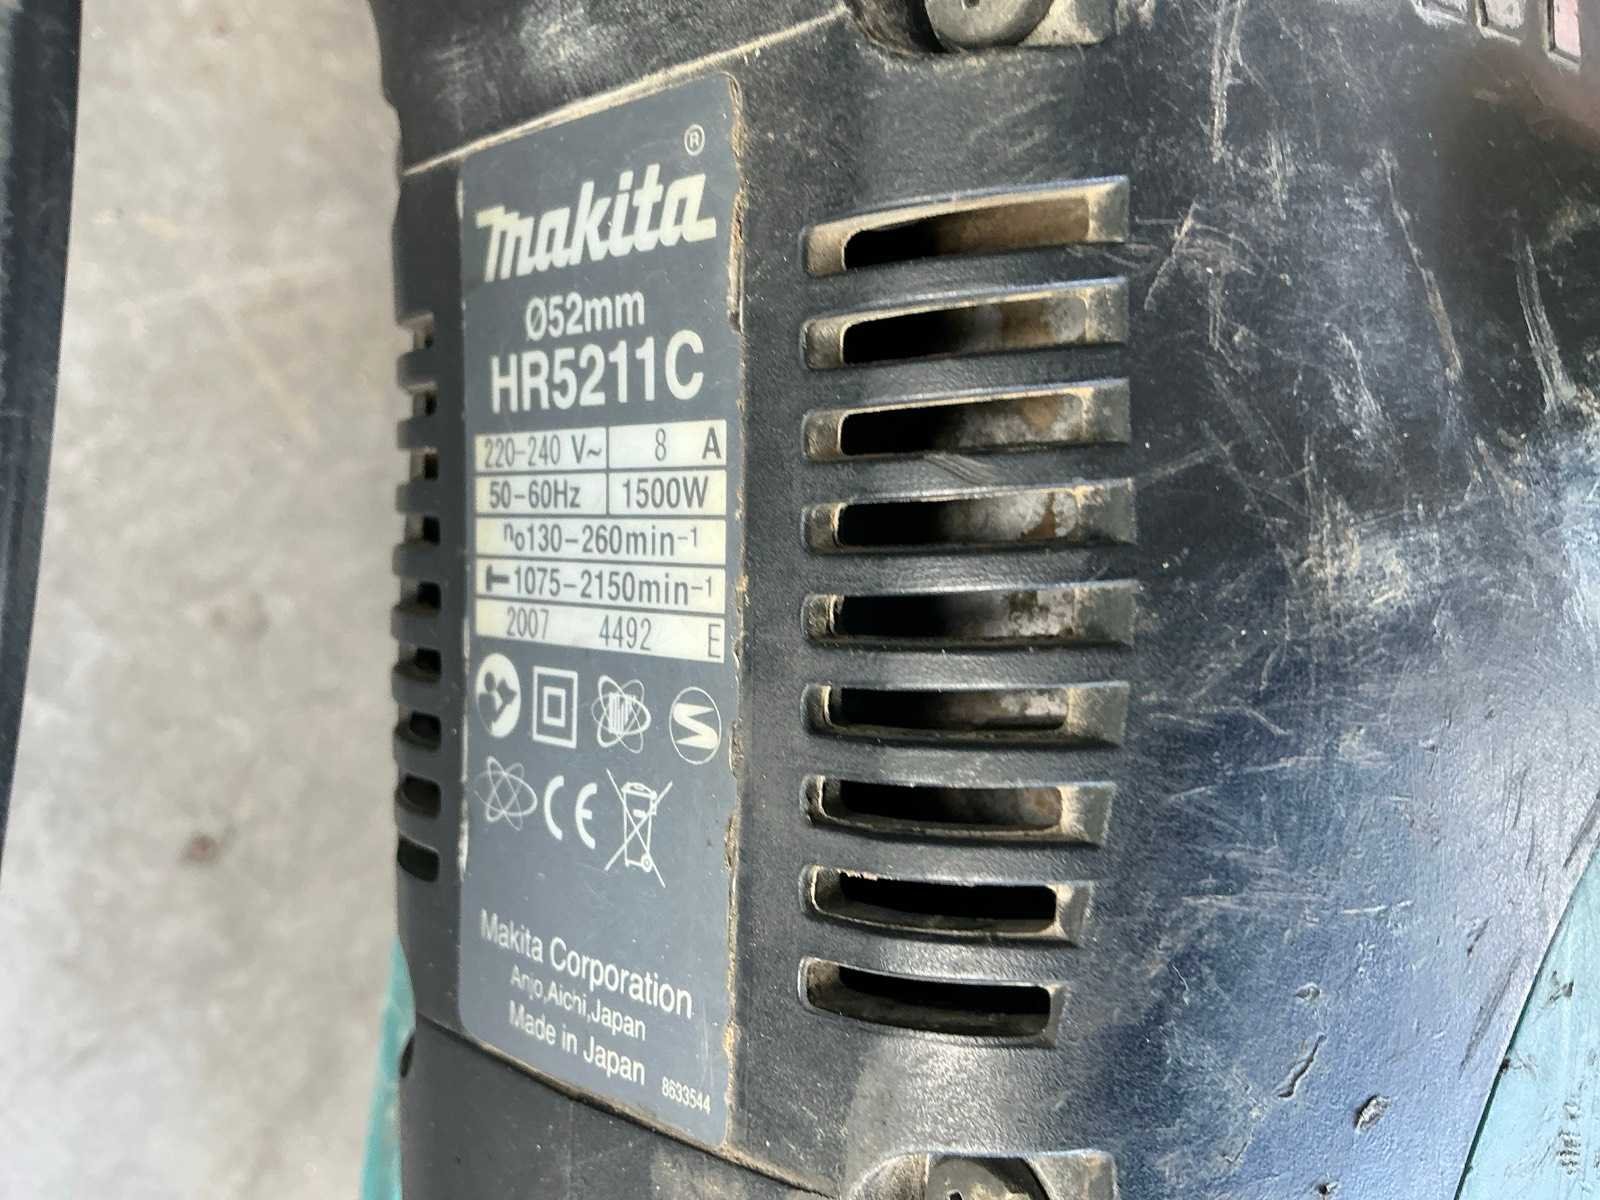 makita®
Ø52mm
HR5211C
220-240 V~ 8 A
50-60Hz 1500W
n₀130-260min⁻¹
1075-2150min⁻¹
2007 4492 E
CE
Makita Corporation
Anjo,Aichi,Japan
Made in Japan
8633544